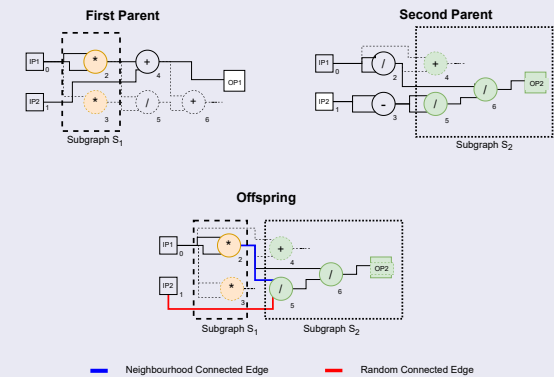 First Parent
IP1
0
*
2
+
4
OP1
IP2
1
*
3
/
5
+
6
Subgraph S1
Second Parent
IP1
0
/
2
+
4
/
6
OP2
IP2
1
-
3
/
5
Subgraph S2
Offspring
IP1
0
*
2
+
4
/
6
OP2
IP2
1
*
3
/
5
Subgraph S1
Subgraph S2
Neighbourhood Connected Edge
Random Connected Edge